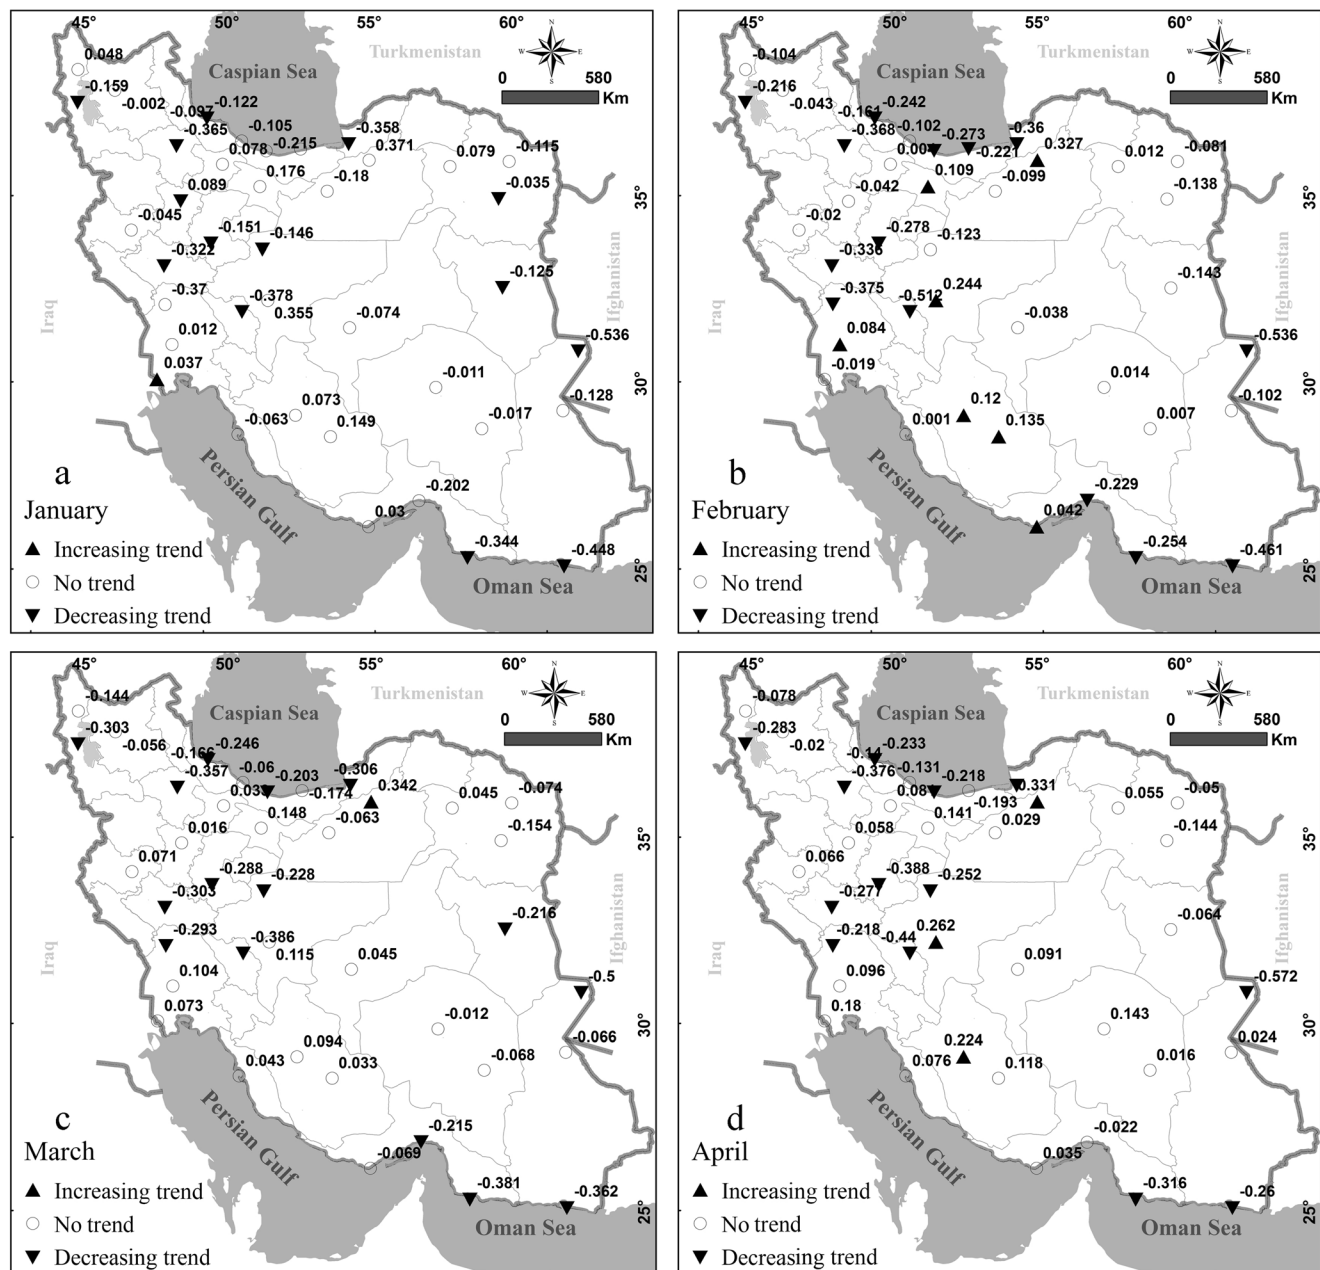 45° 50° 55° 60°
N
W E
S
Turkmenistan
Caspian Sea
0 580
Km
0.048
-0.159
-0.002
-0.097
-0.122
-0.365
-0.105
0.078
-0.215
-0.358
0.371
0.079
-0.115
0.176
-0.18
-0.035
0.089
-0.045
-0.151
-0.146
-0.322
-0.125
-0.37
-0.378
0.355
-0.074
0.012
-0.536
0.037
-0.011
-0.128
0.073
-0.063
0.149
-0.017
-0.202
0.03
-0.344
-0.448
35°
30°
25°
Iraq
Ifghanistan
Persian Gulf
Oman Sea
a
January
Increasing trend
No trend
Decreasing trend
45° 50° 55° 60°
N
W E
S
Turkmenistan
Caspian Sea
0 580
Km
-0.104
-0.216
-0.043
-0.161
-0.242
-0.368
-0.102
-0.273
-0.221
-0.36
0.327
0.012
-0.081
0.109
-0.099
-0.138
-0.042
-0.02
-0.278
-0.123
-0.336
-0.143
-0.375
-0.512
0.244
-0.038
0.084
-0.536
-0.019
0.014
-0.102
0.12
0.001
0.135
0.007
-0.229
0.042
-0.254
-0.461
35°
30°
25°
Iraq
Ifghanistan
Persian Gulf
Oman Sea
b
February
Increasing trend
No trend
Decreasing trend
45° 50° 55° 60°
N
W E
S
Turkmenistan
Caspian Sea
0 580
Km
-0.144
-0.303
-0.056
-0.166
-0.246
-0.357
-0.06
-0.203
-0.174
-0.306
0.342
0.045
-0.074
0.148
-0.063
-0.154
0.016
0.071
-0.288
-0.228
-0.303
-0.216
-0.293
-0.386
0.115
0.045
0.104
-0.5
0.073
-0.012
-0.066
0.094
0.043
0.033
-0.068
-0.215
-0.069
-0.381
-0.362
35°
30°
25°
Iraq
Ifghanistan
Persian Gulf
Oman Sea
c
March
Increasing trend
No trend
Decreasing trend
45° 50° 55° 60°
N
W E
S
Turkmenistan
Caspian Sea
0 580
Km
-0.078
-0.283
-0.02
-0.14
-0.233
-0.376
-0.131
-0.218
-0.193
-0.331
0.055
-0.05
0.141
0.029
-0.144
0.058
0.066
-0.388
-0.252
-0.277
-0.064
-0.218
-0.44
0.262
0.091
0.096
-0.572
0.18
0.143
0.024
0.224
0.076
0.118
0.016
-0.022
0.035
-0.316
-0.26
35°
30°
25°
Iraq
Ifghanistan
Persian Gulf
Oman Sea
d
April
Increasing trend
No trend
Decreasing trend